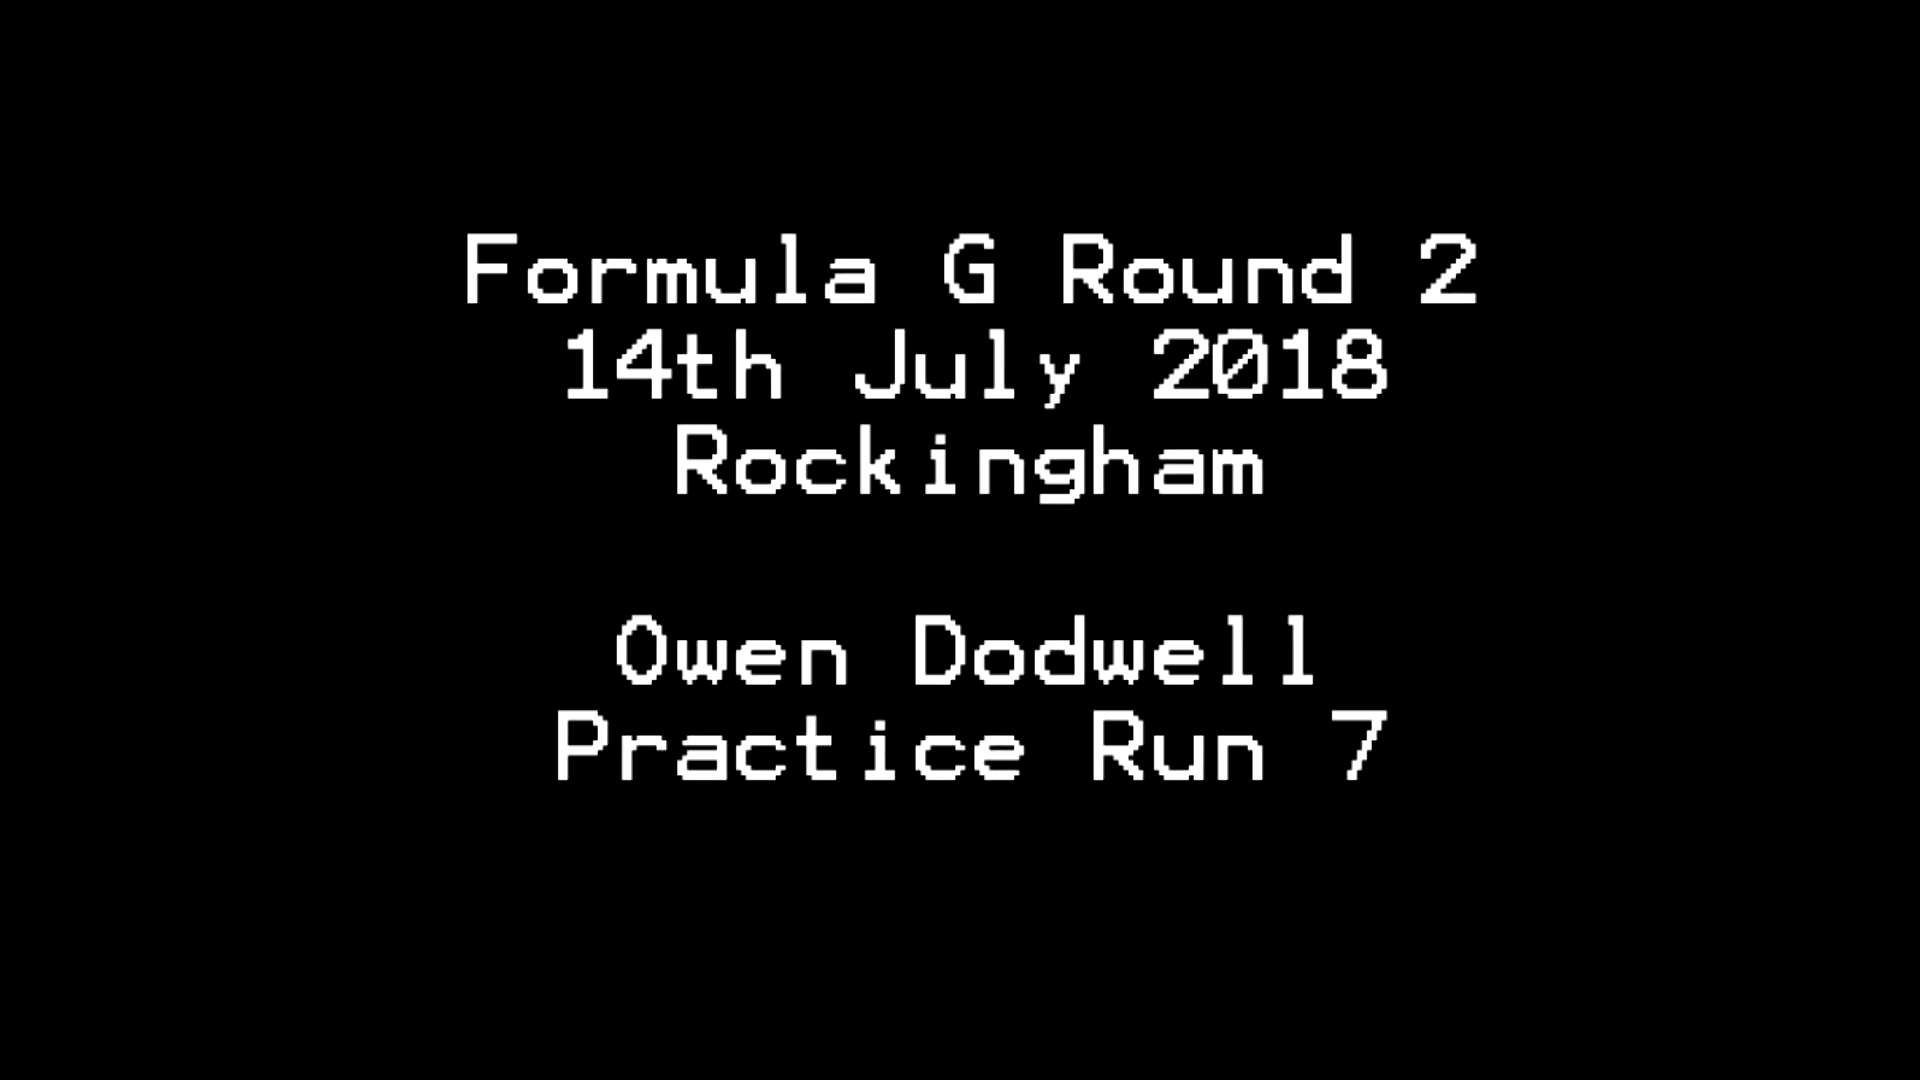 Formula G Round 2
14th July 2018
Rockingham
Owen Dodwell
Practice Run 7